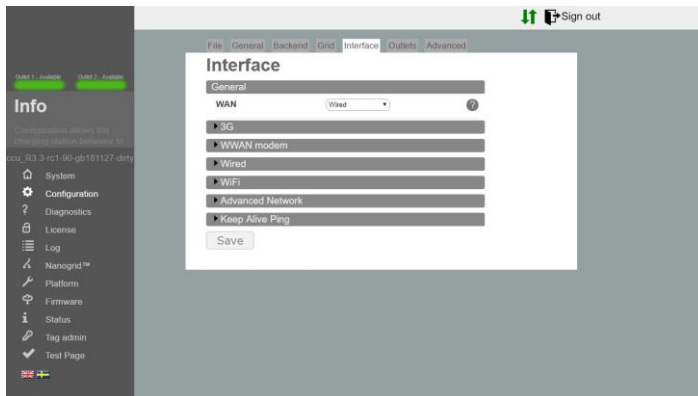 Sign out
File General Backend Grid Interface Outlets Advanced
Interface
General
WAN Wired ?
3G
WWAN modem
Wired
WiFi
Advanced Network
Keep Alive Ping
Save
Outlet 1 - Available Outlet 2 - Available
Info
Configuration allows the
charging station behavior to
ccu_R3.3-rc1-90-gb181127-dirty
System
Configuration
Diagnostics
License
Log
Nanogrid™
Platform
Firmware
Status
Tag admin
Test Page